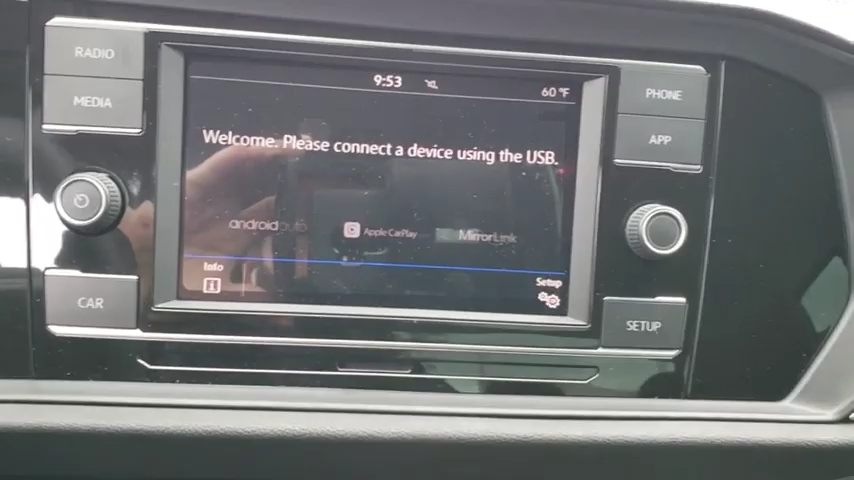 RADIO
MEDIA
9:53
60 °F
PHONE
APP
Welcome. Please connect a device using the USB.
androidauto
Apple CarPlay
MirrorLink
Info
i
Setup
CAR
SETUP